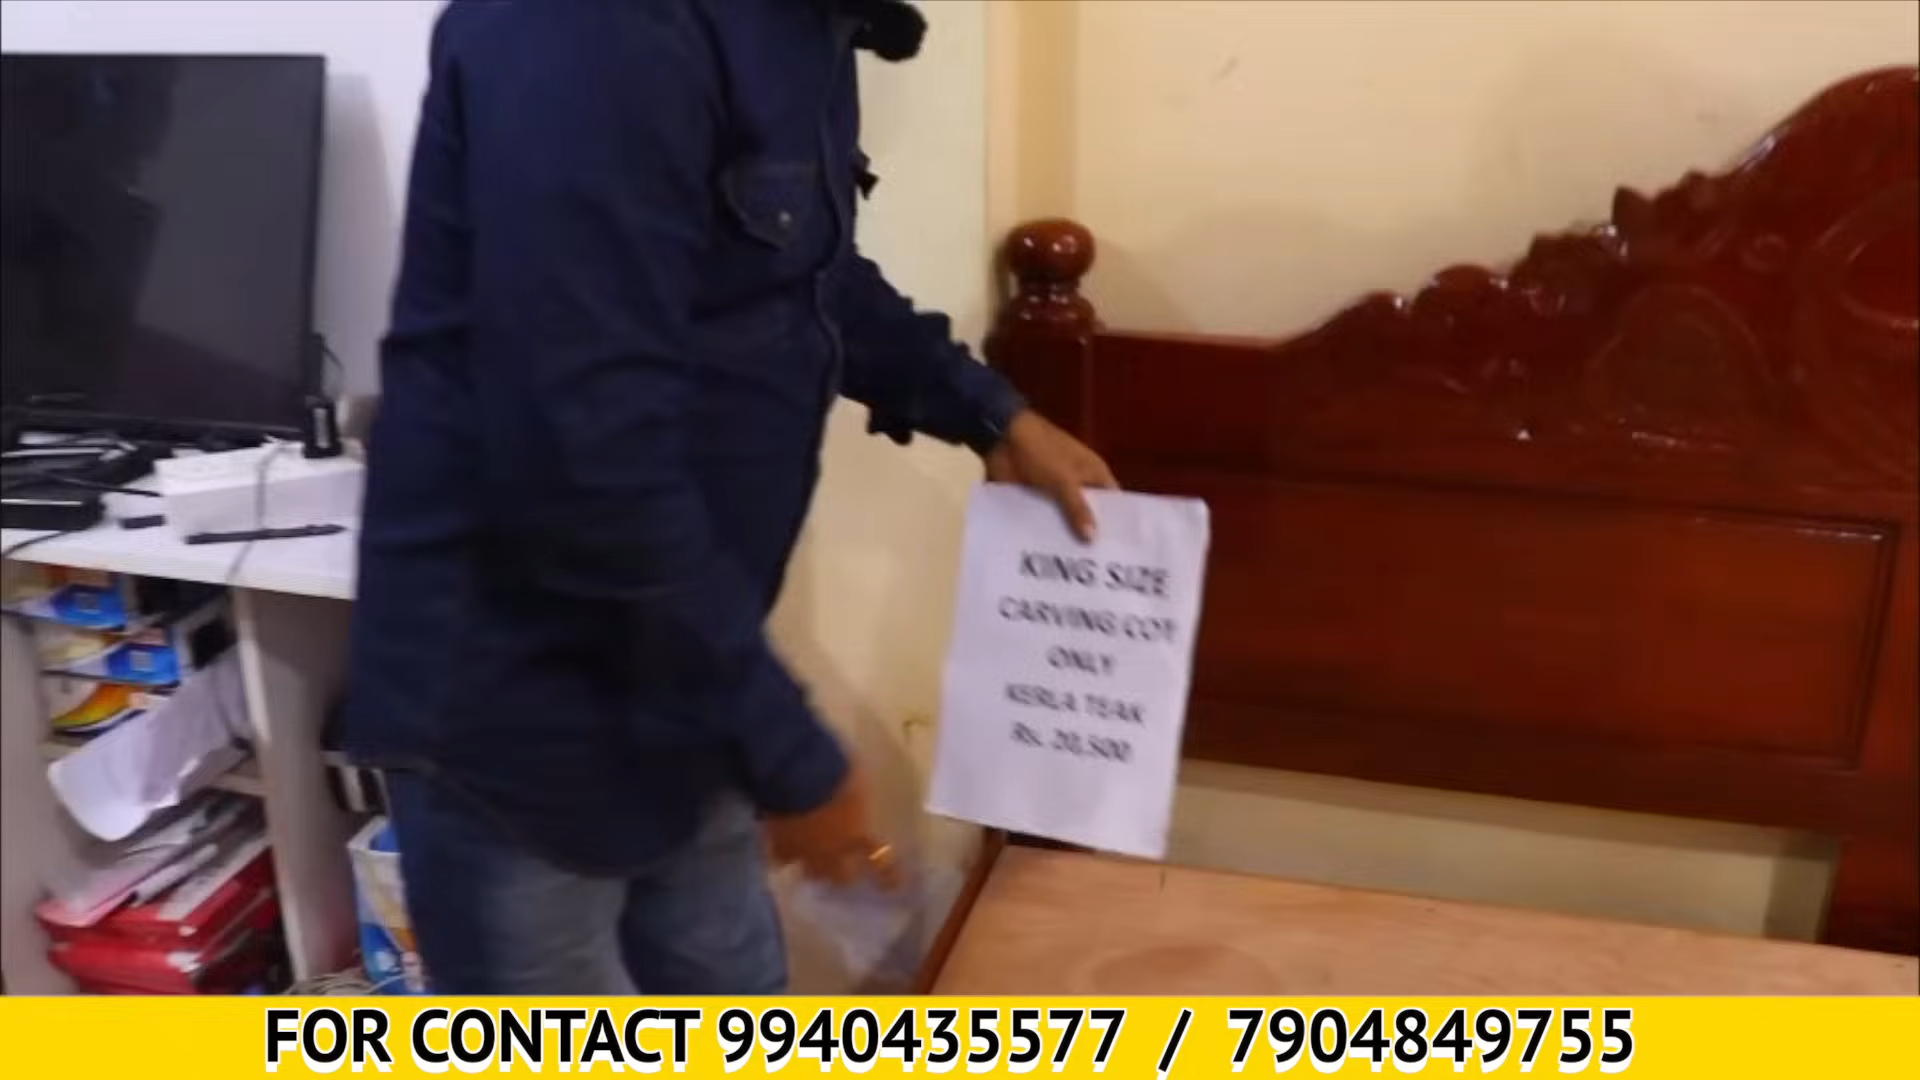 KING SIZE
CARVING COT
ONLY
KERLA TEAK
Rs. 20,500
FOR CONTACT 9940435577 / 7904849755